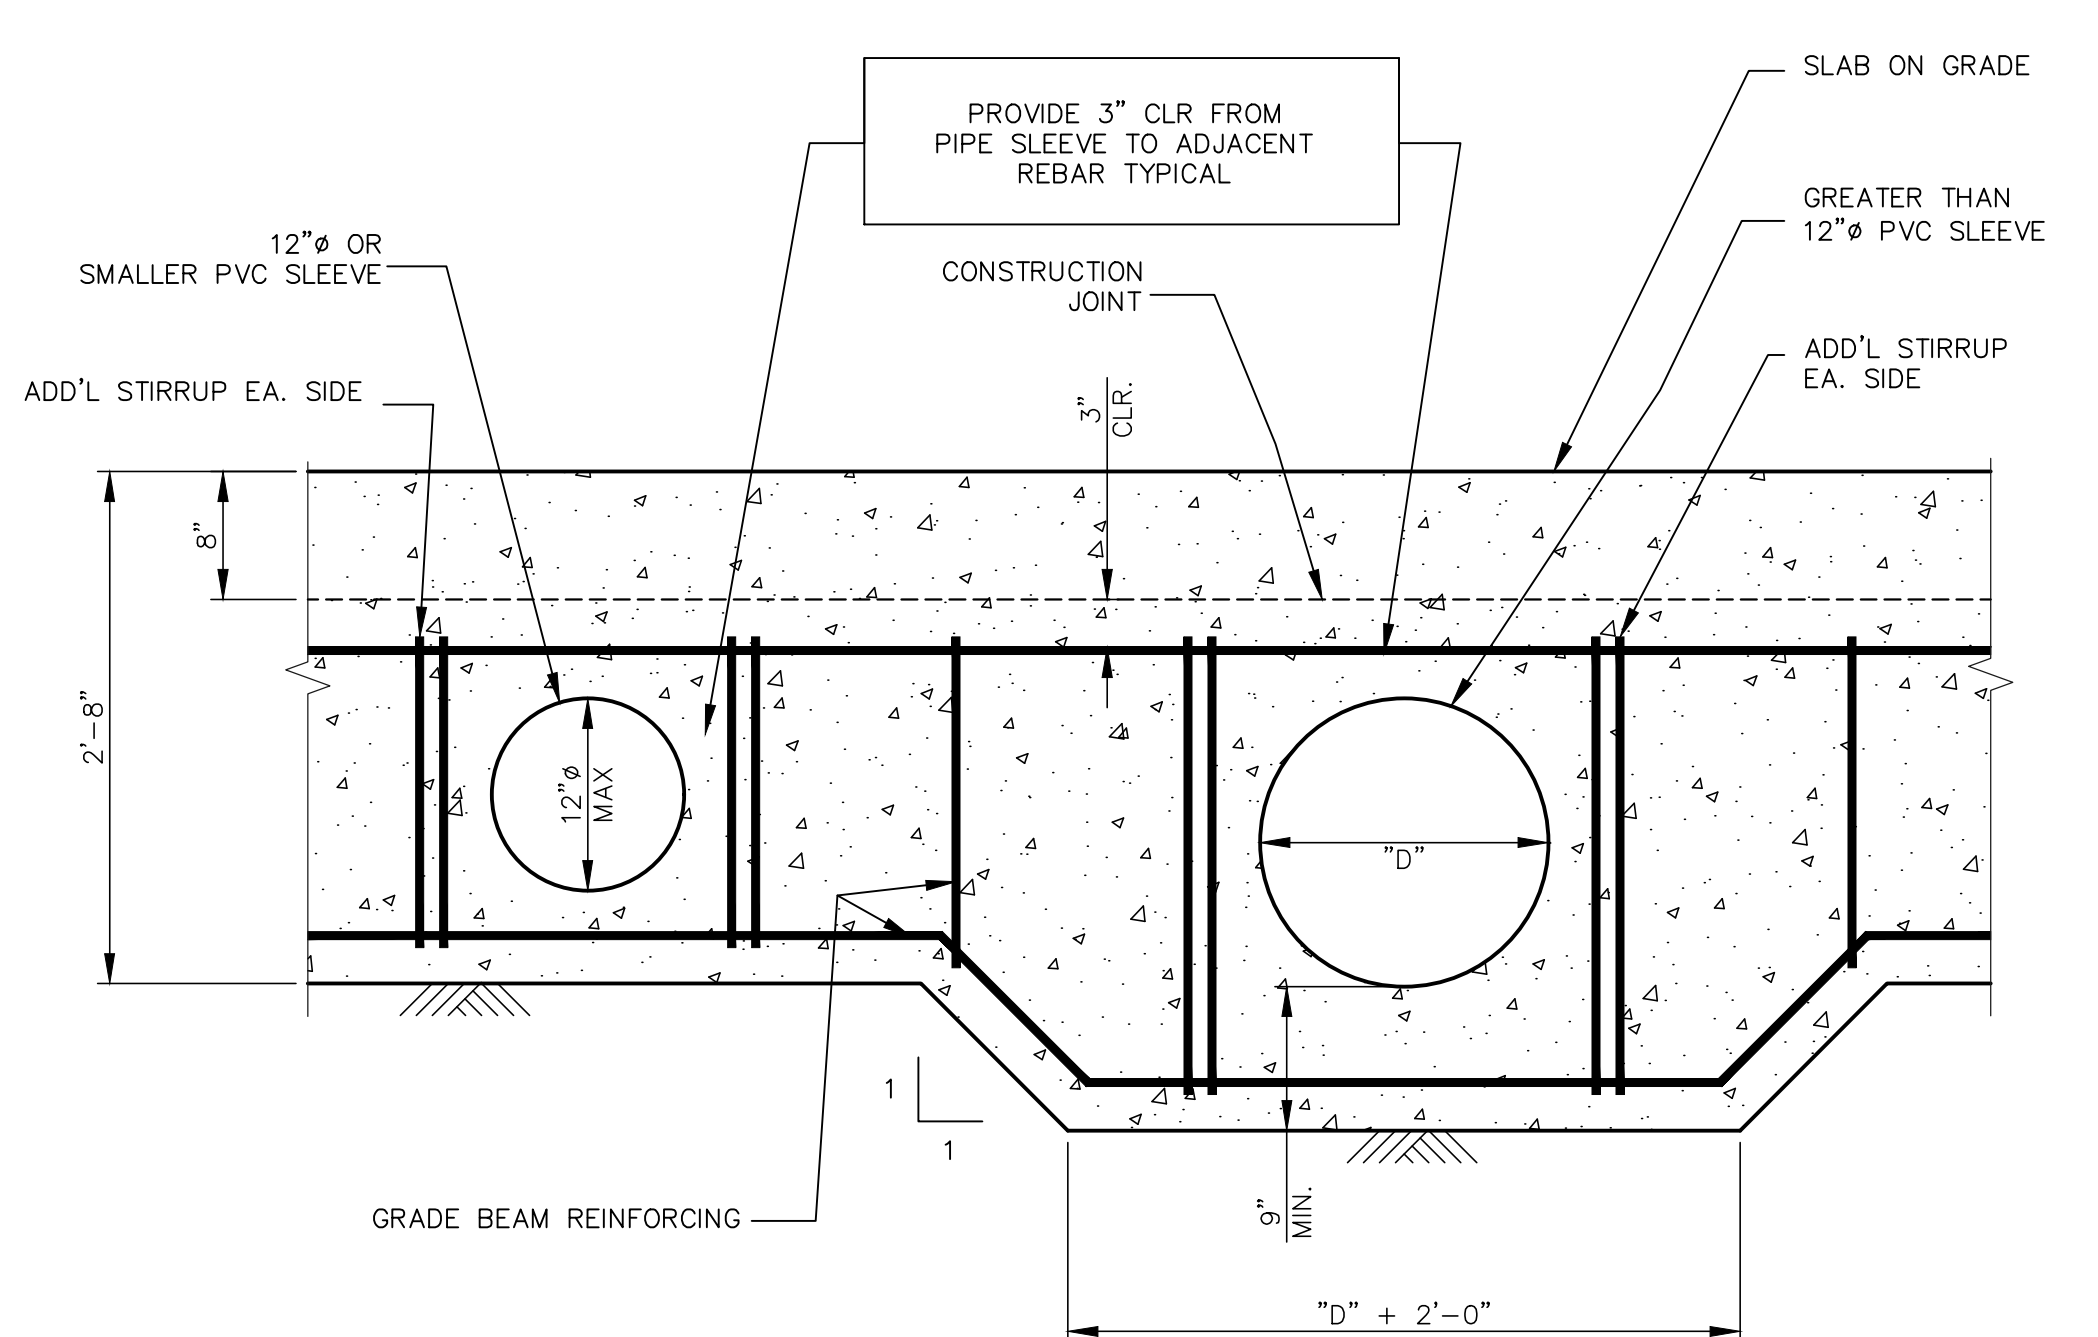 SLAB ON GRADE
PROVIDE 3" CLR FROM
PIPE SLEEVE TO ADJACENT
REBAR TYPICAL
GREATER THAN
12"ø PVC SLEEVE
12"ø OR
SMALLER PVC SLEEVE
CONSTRUCTION
JOINT
ADD'L STIRRUP
EA. SIDE
ADD'L STIRRUP EA. SIDE
3"
CLR.
8"
2'-8"
12"ø
MAX
"D"
1
1
GRADE BEAM REINFORCING
9"
MIN.
"D" + 2'-0"